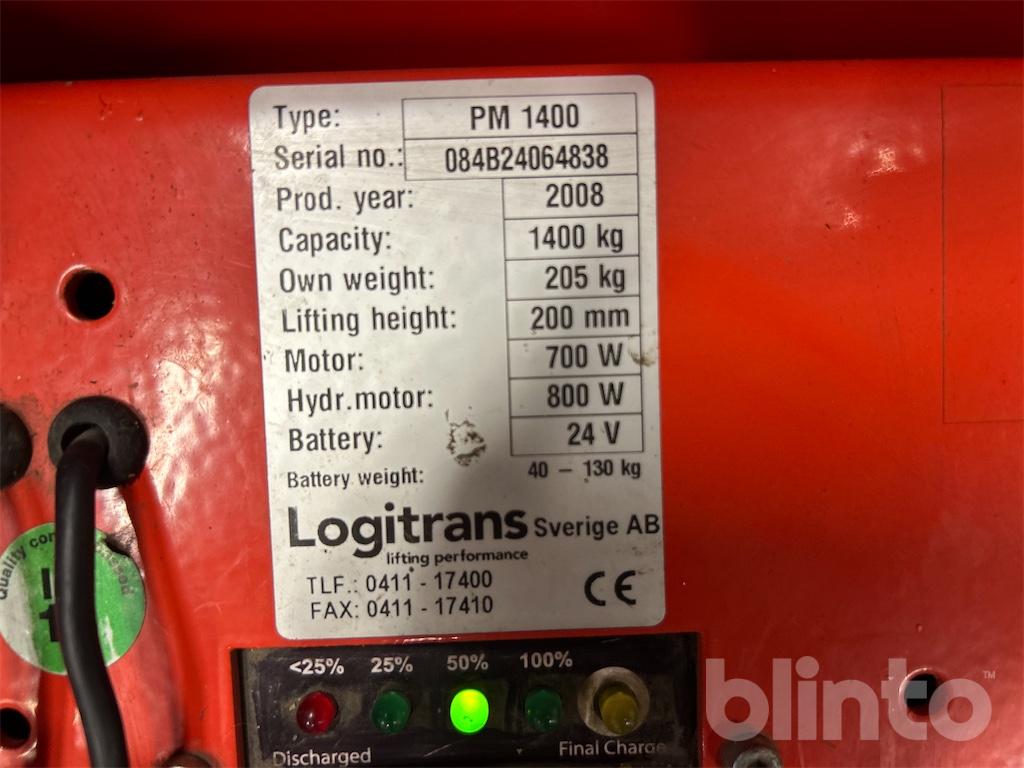 Type: PM 1400
Serial no.: 084B24064838
Prod. year: 2008
Capacity: 1400 kg
Own weight: 205 kg
Lifting height: 200 mm
Motor: 700 W
Hydr.motor: 800 W
Battery: 24 V
Battery weight: 40 – 130 kg
Logitrans Sverige AB
lifting performance
TLF.: 0411 - 17400
FAX: 0411 - 17410
CE
Quality
<25% 25% 50% 100%
Discharged Final Charge
blinto™